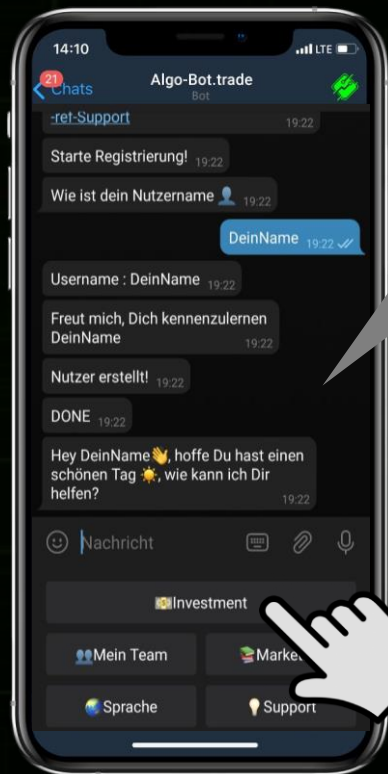 14:10
LTE
21
Chats
Algo-Bot.trade
Bot
-ref-Support
19:22
Starte Registrierung! 19:22
Wie ist dein Nutzername 👤 19:22
DeinName 19:22
Username : DeinName 19:22
Freut mich, Dich kennenzulernen
DeinName 19:22
Nutzer erstellt! 19:22
DONE 19:22
Hey DeinName👋, hoffe Du hast einen
schönen Tag ☀️, wie kann ich Dir
helfen? 19:22
Nachricht
💵Investment
👥Mein Team
🌏Sprache
💡Support